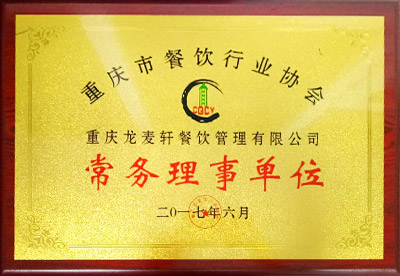 重庆市餐饮行业协会
CQCY
重庆龙麦轩餐饮管理有限公司
常务理事单位
二〇一七年六月